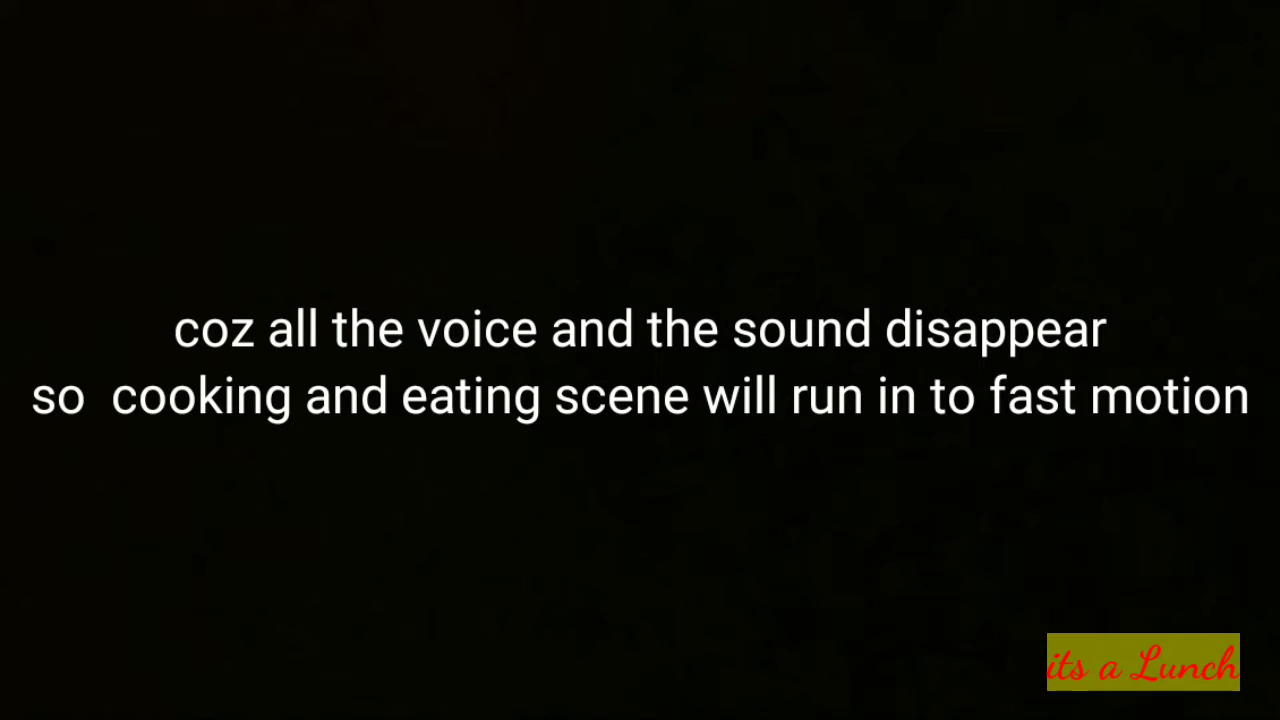 coz all the voice and the sound disappear
so  cooking and eating scene will run in to fast motion
its a Lunch